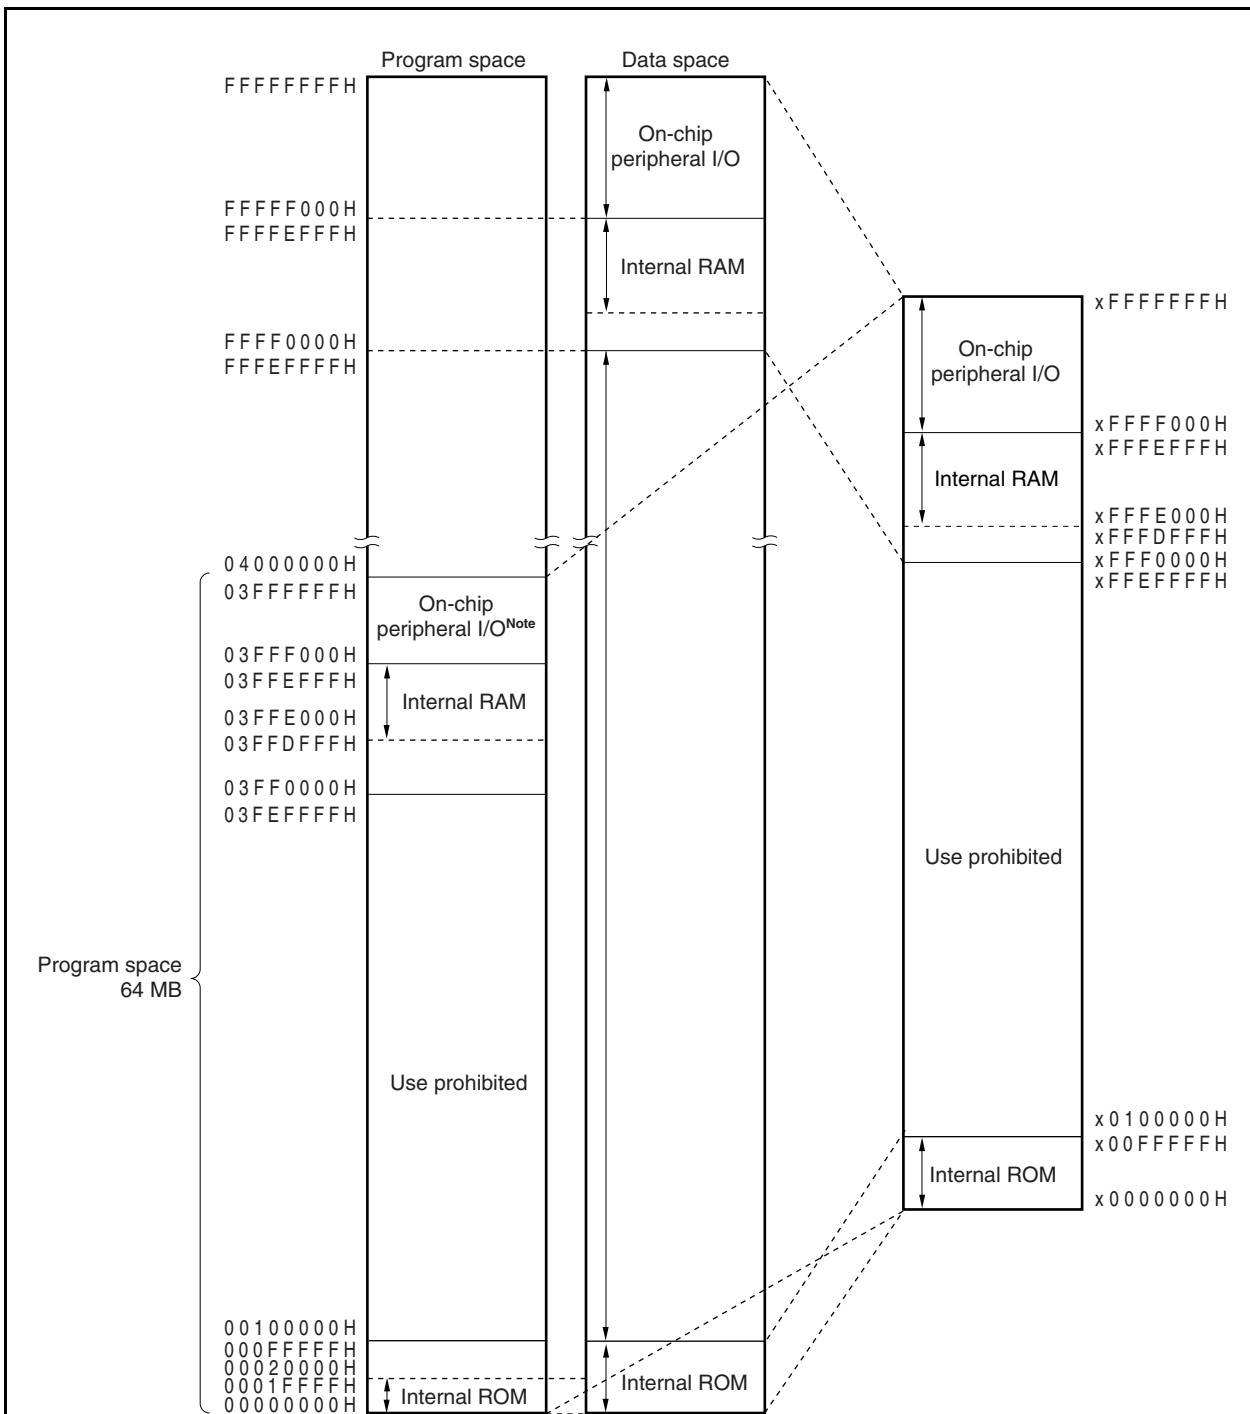 Program space
Data space
FFFFFFFFH
On-chip
peripheral I/O
FFFFF000H
FFFFEFFFH
Internal RAM
FFFF0000H
FFFEFFFFH
04000000H
03FFFFFFH
On-chip
peripheral I/ONote
03FFF000H
03FFEFFFH
Internal RAM
03FFE000H
03FFDFFFH
03FF0000H
03FEFFFFH
Program space
64 MB
Use prohibited
00100000H
000FFFFFH
00020000H
0001FFFFH
00000000H
Internal ROM
Internal ROM
xFFFFFFFH
On-chip
peripheral I/O
xFFFF000H
xFFFEFFFH
Internal RAM
xFFFE000H
xFFFDFFFH
xFFF0000H
xFFEFFFFH
Use prohibited
x0100000H
x00FFFFFH
Internal ROM
x0000000H